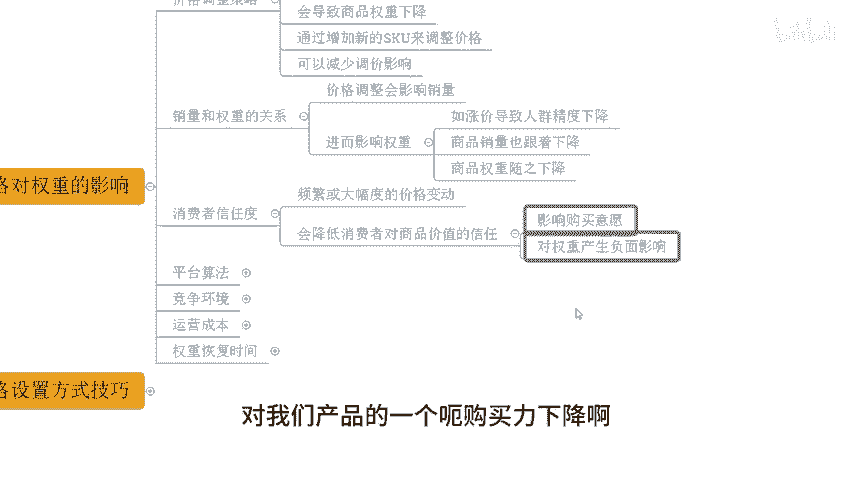 会导致商品权重下降
通过增加新的SKU来调整价格
可以减少调价影响
价格调整会影响销量
销量和权重的关系
如涨价导致人群精度下降
进而影响权重
商品销量也跟着下降
商品权重随之下降
格对权重的影响
频繁或大幅度的价格变动
消费者信任度
会降低消费者对商品价值的信任
影响购买意愿
对权重产生负面影响
平台算法
竞争环境
运营成本
权重恢复时间
格设置方式技巧
对我们产品的一个呃购买力下降啊